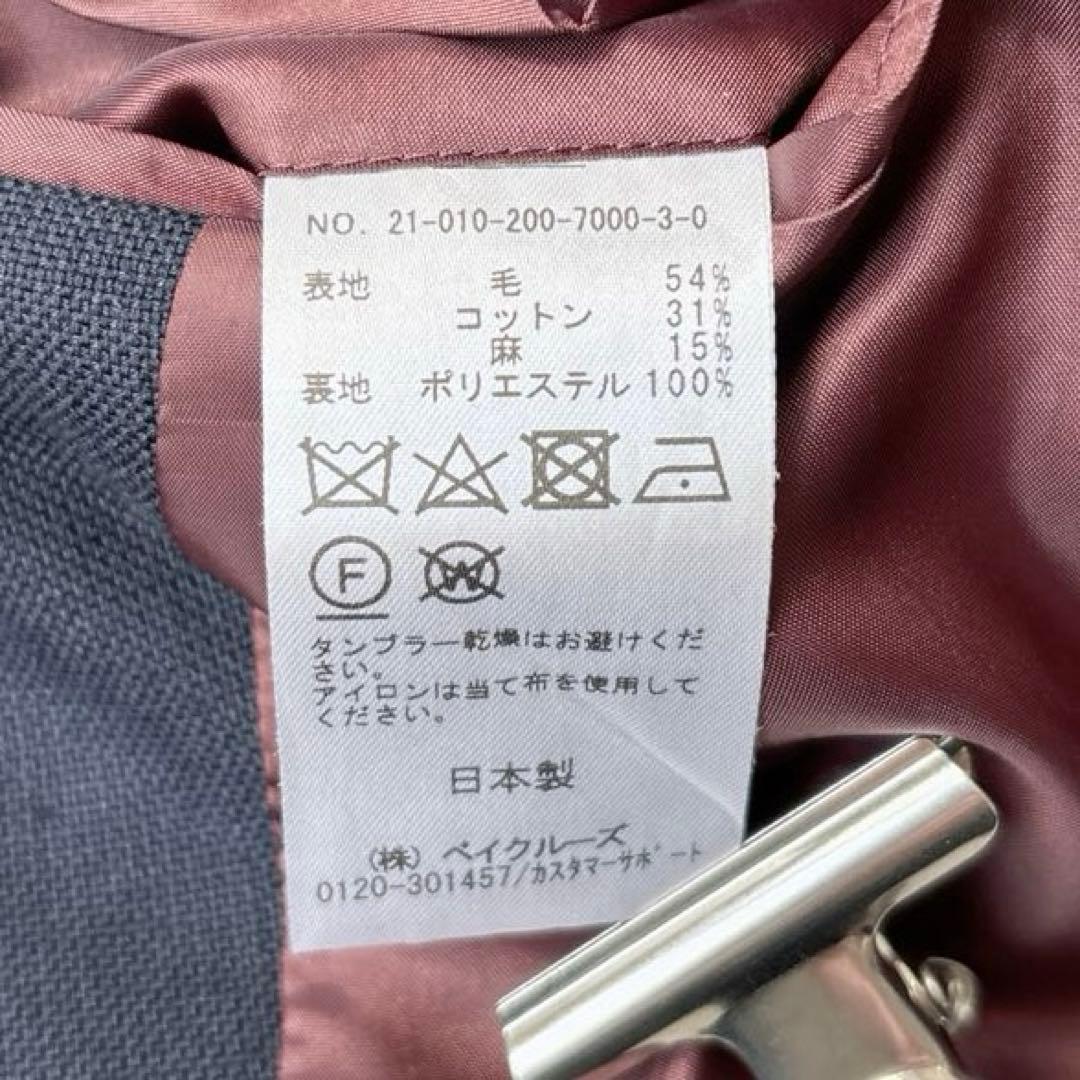 NO. 21-010-200-7000-3-0
表地 毛 54%
コットン 31%
麻 15%
裏地 ポリエステル 100%
F
W
タンブラー乾燥はお避けくだ
さい。
アイロンは当て布を使用して
ください。
日本製
(株) ベイクルーズ
0120-301457/カスタマーサポート